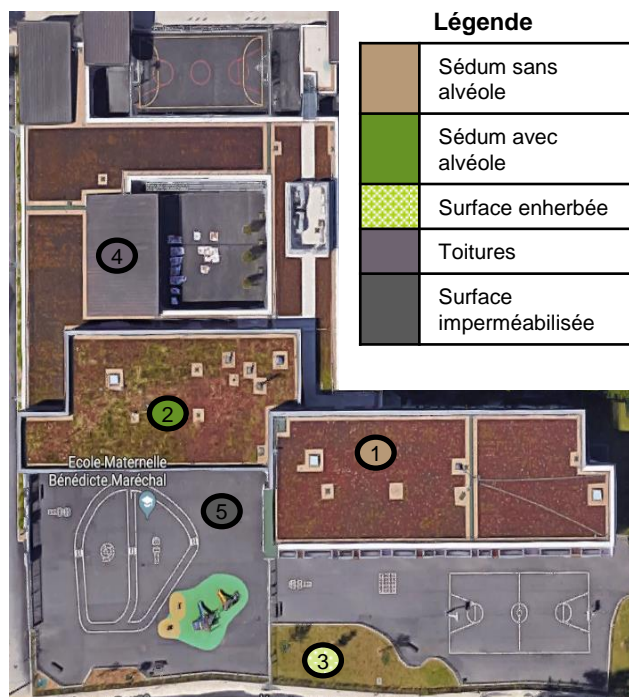 Légende
Sédum sans
alvéole
Sédum avec
alvéole
Surface enherbée
Toitures
Surface
imperméabilisée
4
2
1
Ecole Maternelle
Bénédicte Maréchal
5
3